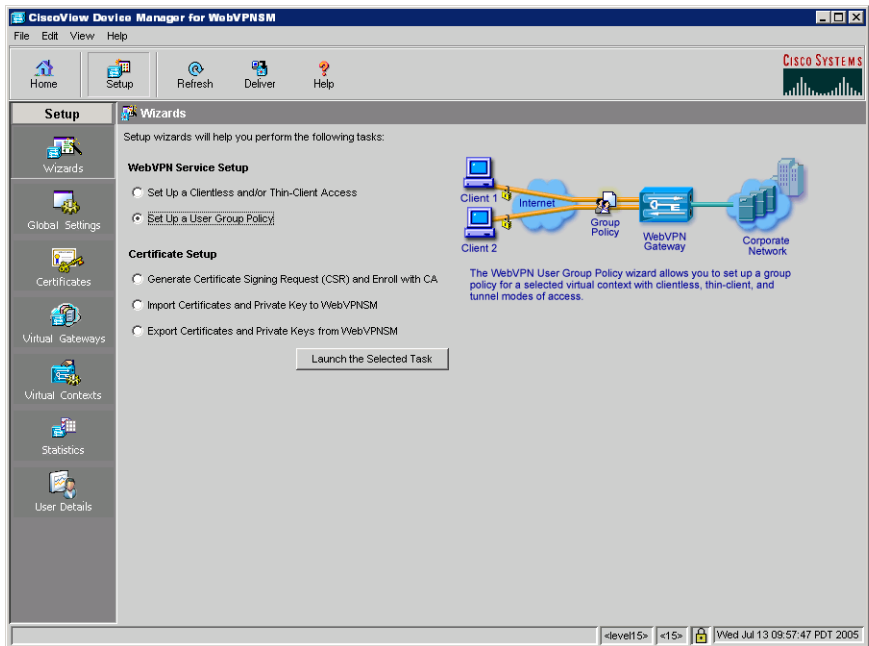 CiscoView Device Manager for WebVPNSM
File Edit View Help
Home
Setup
Refresh
Deliver
Help
CISCO SYSTEMS
Setup
Wizards
Wizards
Global Settings
Certificates
Virtual Gateways
Virtual Contexts
Statistics
User Details
Setup wizards will help you perform the following tasks:
WebVPN Service Setup
Set Up a Clientless and/or Thin-Client Access
Set Up a User Group Policy
Certificate Setup
Generate Certificate Signing Request (CSR) and Enroll with CA
Import Certificates and Private Key to WebVPNSM
Export Certificates and Private Keys from WebVPNSM
Launch the Selected Task
Client 1
Internet
Client 2
Group
Policy
WebVPN
Gateway
Corporate
Network
The WebVPN User Group Policy wizard allows you to set up a group
policy for a selected virtual context with clientless, thin-client, and
tunnel modes of access.
<level15> <15> Wed Jul 13 09:57:47 PDT 2005